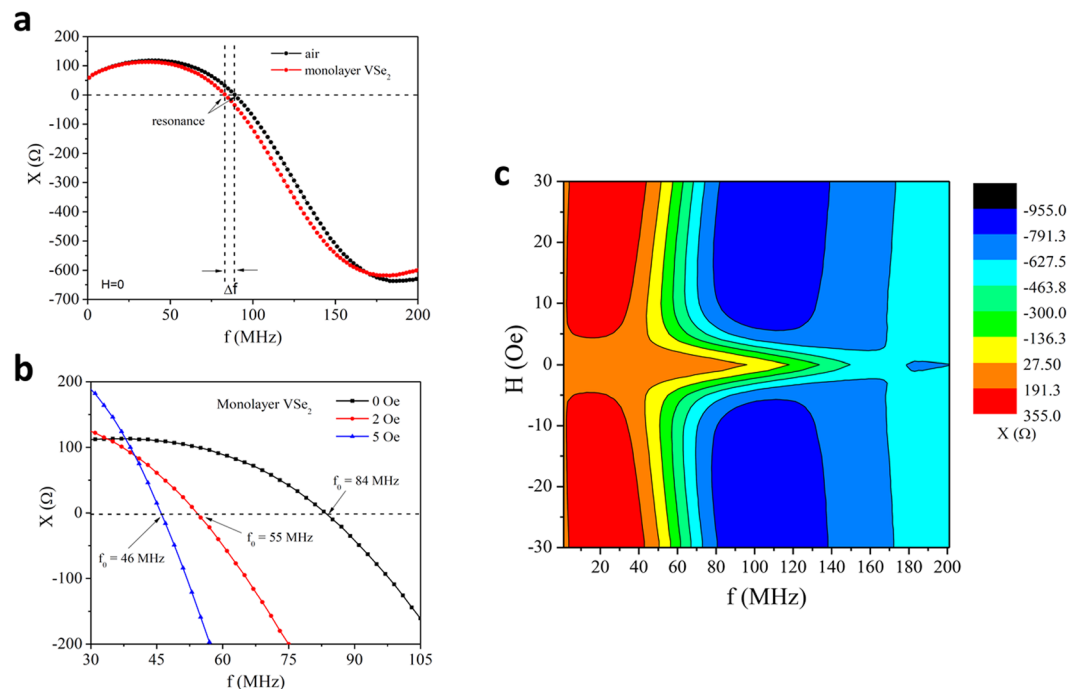 a
200
100
0
-100
-200
-300
-400
-500
-600
-700
X (Ω)
air
monolayer VSe₂
resonance
H=0
Δf
0
50
100
150
200
f (MHz)
b
200
100
0
-100
-200
X (Ω)
Monolayer VSe₂
0 Oe
2 Oe
5 Oe
f₀ = 84 MHz
f₀ = 55 MHz
f₀ = 46 MHz
30
45
60
75
90
105
f (MHz)
c
30
20
10
0
-10
-20
-30
H (Oe)
20
40
60
80
100
120
140
160
180
200
f (MHz)
-955.0
-791.3
-627.5
-463.8
-300.0
-136.3
27.50
191.3
355.0
X (Ω)